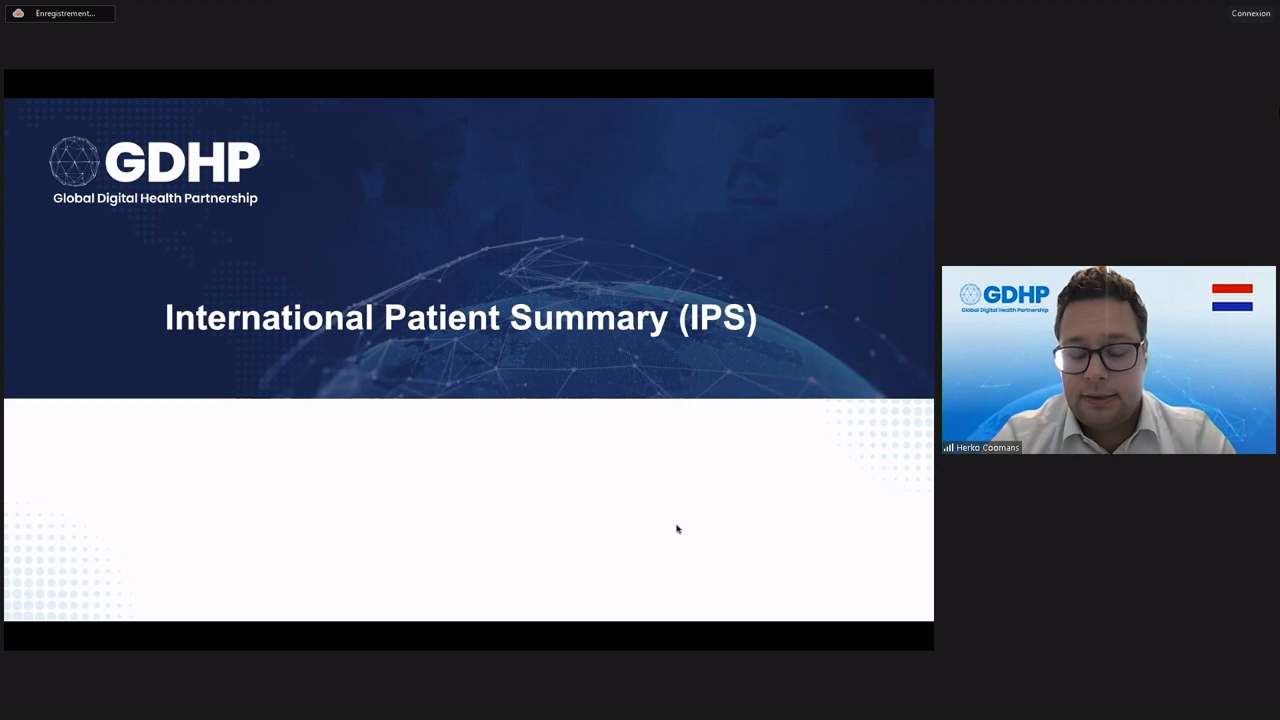 Enregistrement...
Connexion
GDHP
Global Digital Health Partnership
International Patient Summary (IPS)
GDHP
Global Digital Health Partnership
Herko Coomans